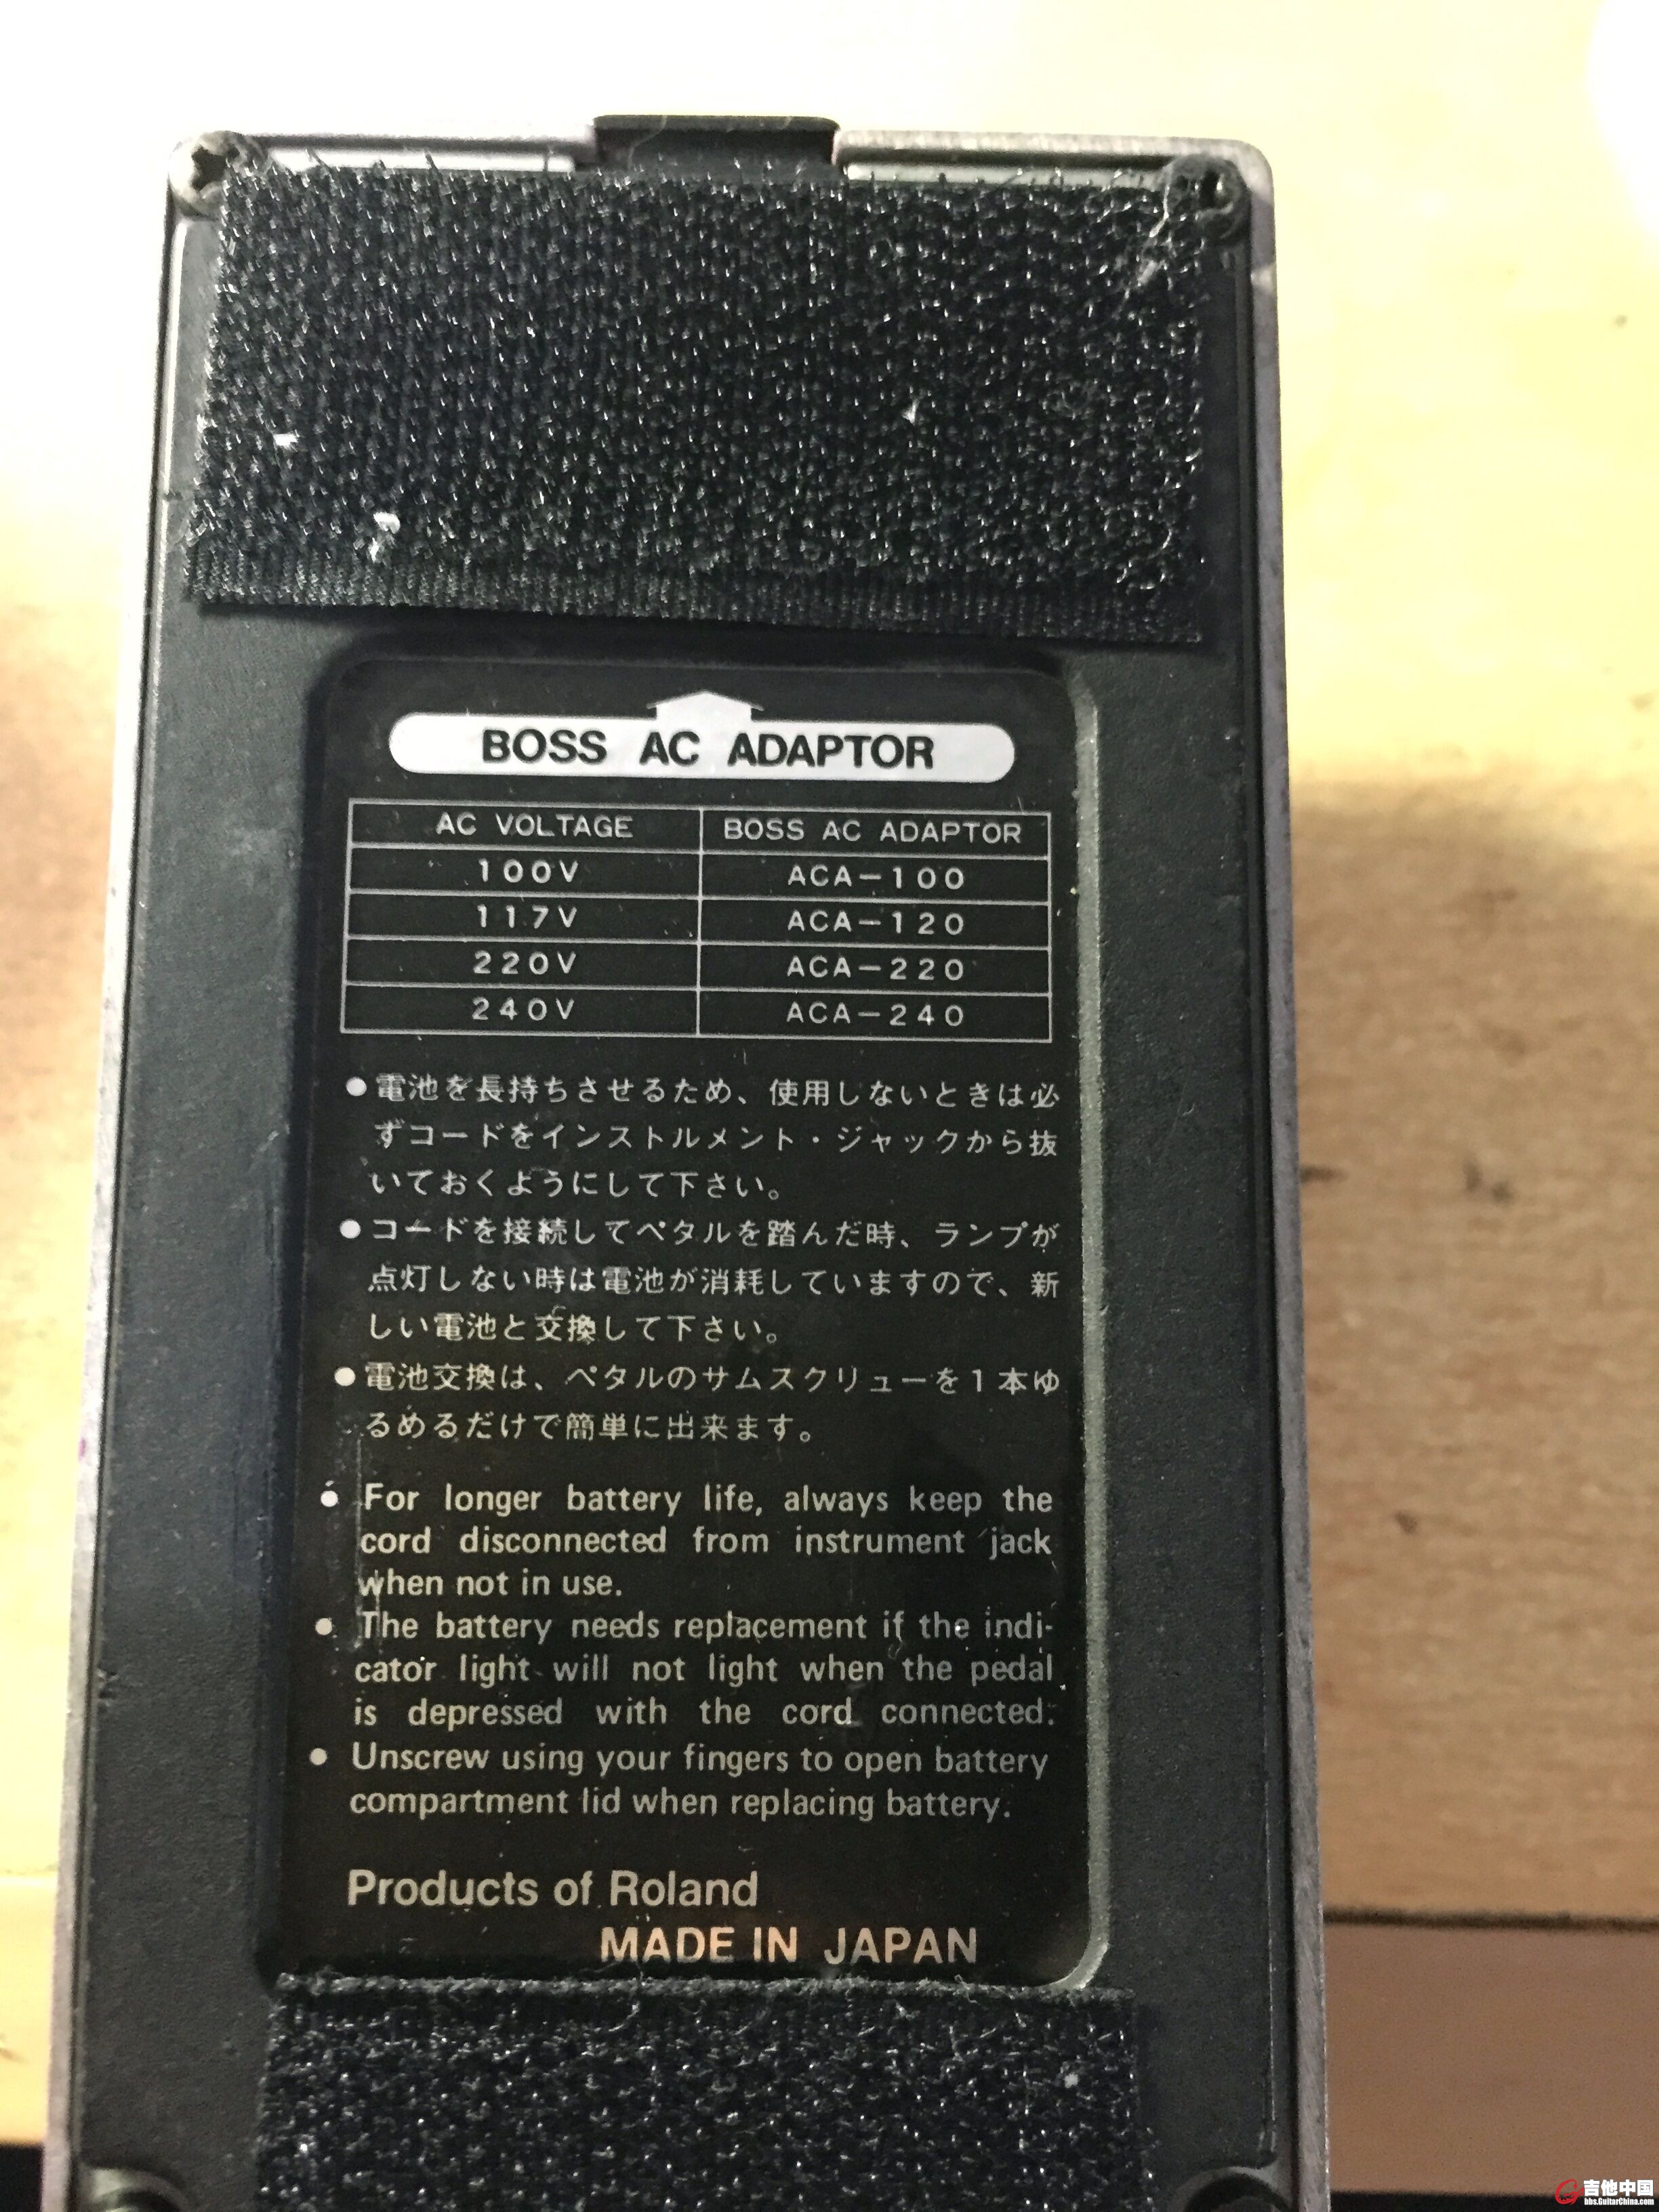 BOSS AC ADAPTOR
AC VOLTAGE BOSS AC ADAPTOR
100V ACA-100
117V ACA-120
220V ACA-220
240V ACA-240
●電池を長持ちさせるため、使用しないときは必
ずコードをインストルメント・ジャックから抜
いておくようにして下さい。
●コードを接続してペタルを踏んだ時、ランプが
点灯しない時は電池が消耗していますので、新
しい電池と交換して下さい。
●電池交換は、ペタルのサムスクリューを1本ゆ
るめるだけで簡単に出来ます。
● For longer battery life, always keep the
cord disconnected from instrument jack
when not in use.
● The battery needs replacement if the indi-
cator light will not light when the pedal
is depressed with the cord connected.
● Unscrew using your fingers to open battery
compartment lid when replacing battery.
Products of Roland
MADE IN JAPAN
吉他中国
bbs.GuitarChina.com